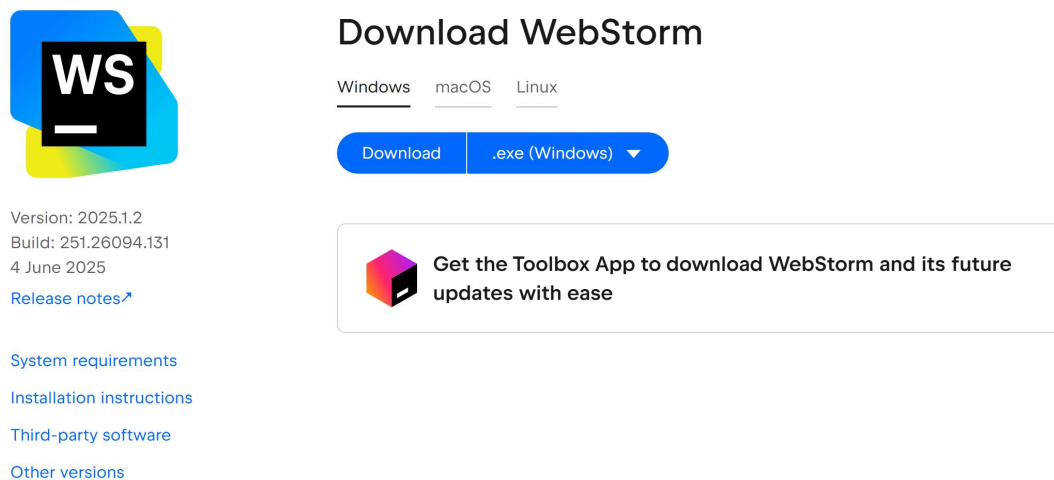 WS
Version: 2025.1.2
Build: 251.26094.131
4 June 2025
Release notes↗
System requirements
Installation instructions
Third-party software
Other versions
Download WebStorm
Windows macOS Linux
Download .exe (Windows)
Get the Toolbox App to download WebStorm and its future
updates with ease